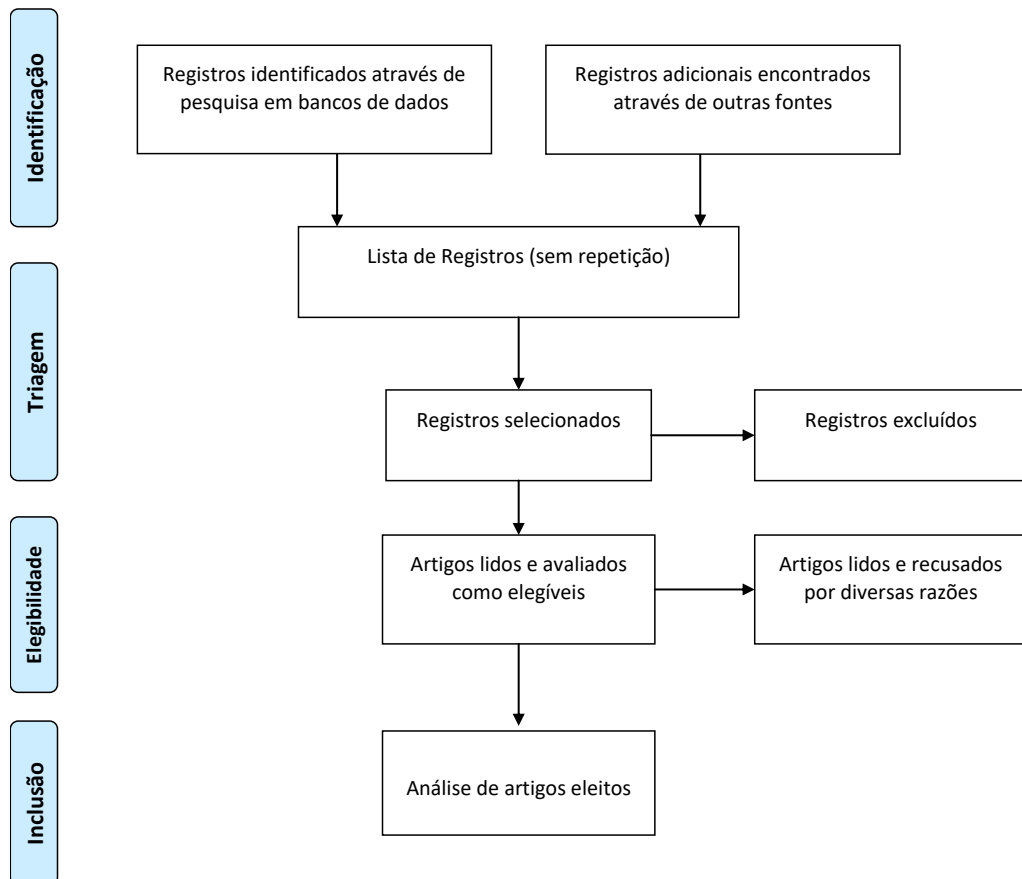 Identificação
Registros identificados através de
pesquisa em bancos de dados
Registros adicionais encontrados
através de outras fontes
Lista de Registros (sem repetição)
Triagem
Registros selecionados
Registros excluídos
Elegibilidade
Artigos lidos e avaliados
como elegíveis
Artigos lidos e recusados
por diversas razões
Inclusão
Análise de artigos eleitos